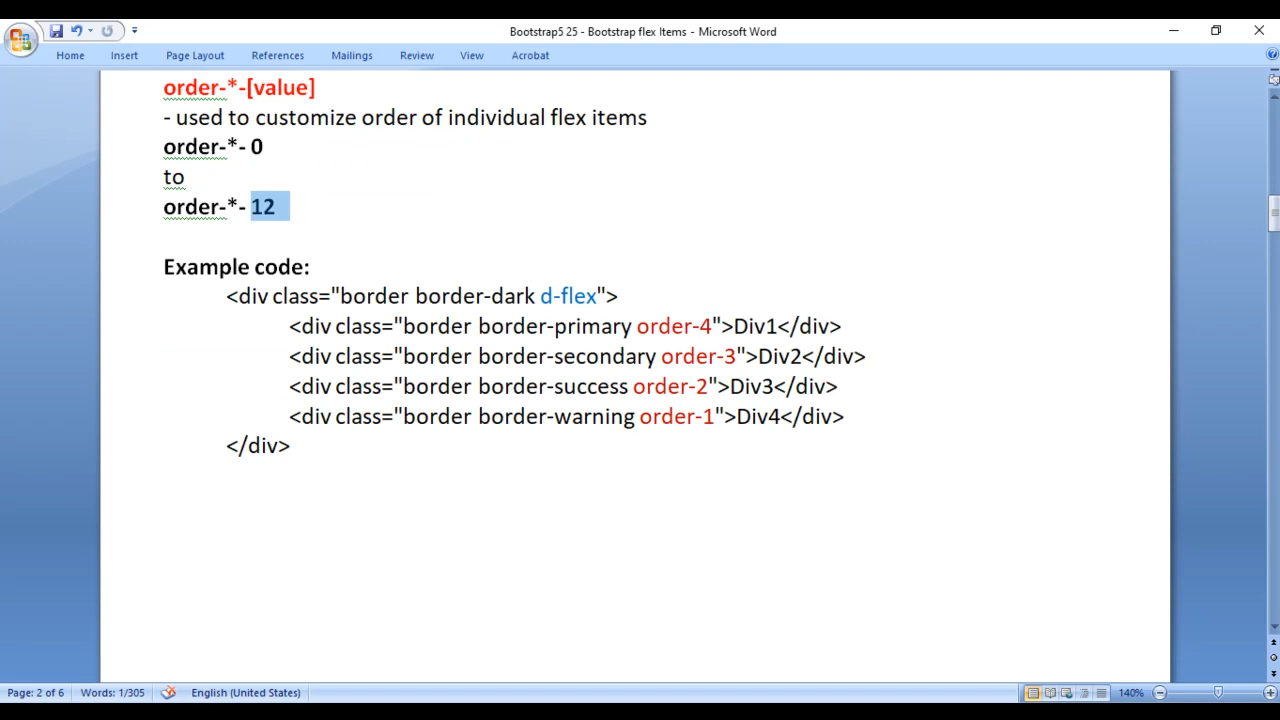 Bootstrap5 25 - Bootstrap flex Items - Microsoft Word
Home Insert Page Layout References Mailings Review View Acrobat
order-*-[value]
- used to customize order of individual flex items
order-*- 0
to
order-*- 12
Example code:
<div class="border border-dark d-flex">
<div class="border border-primary order-4">Div1</div>
<div class="border border-secondary order-3">Div2</div>
<div class="border border-success order-2">Div3</div>
<div class="border border-warning order-1">Div4</div>
</div>
Page: 2 of 6 Words: 1/305 English (United States) 140%